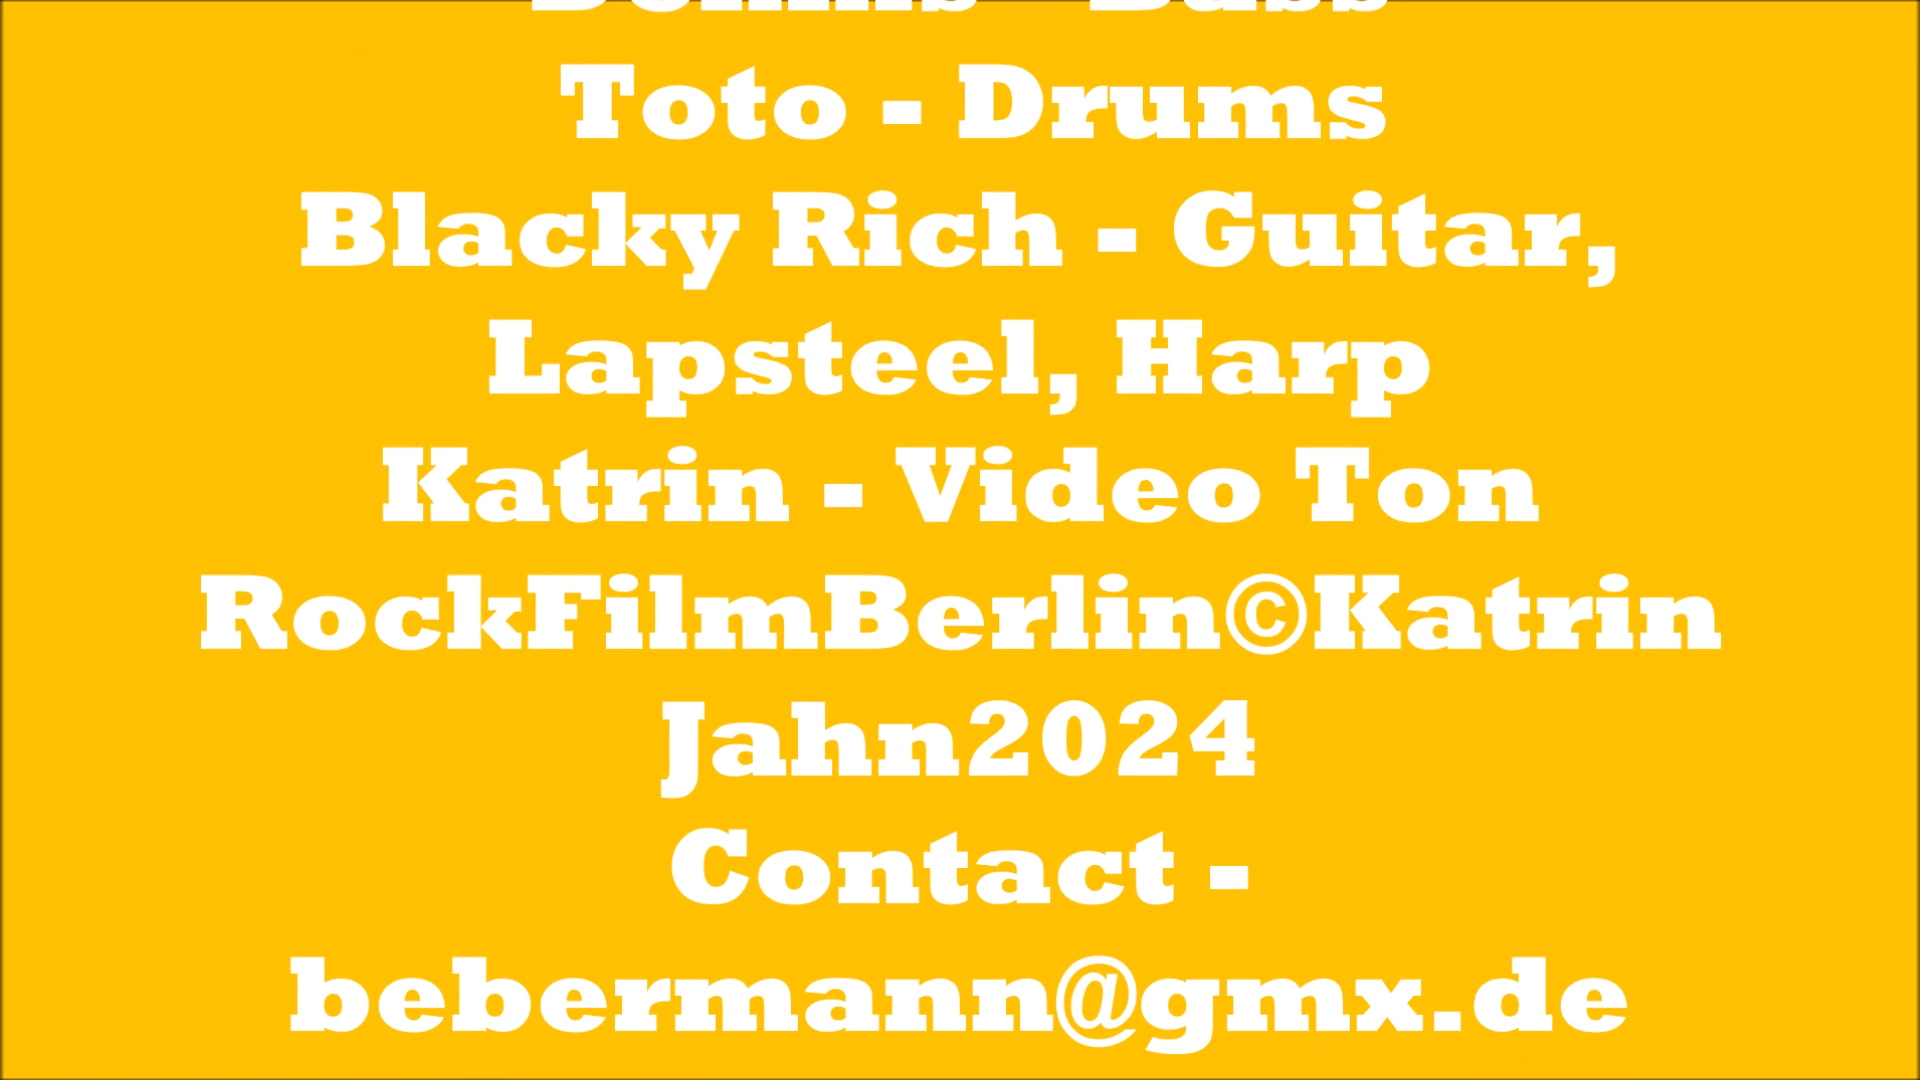 Toto - Drums
Blacky Rich - Guitar,
Lapsteel, Harp
Katrin - Video Ton
RockFilmBerlin©Katrin
Jahn2024
Contact -
bebermann@gmx.de